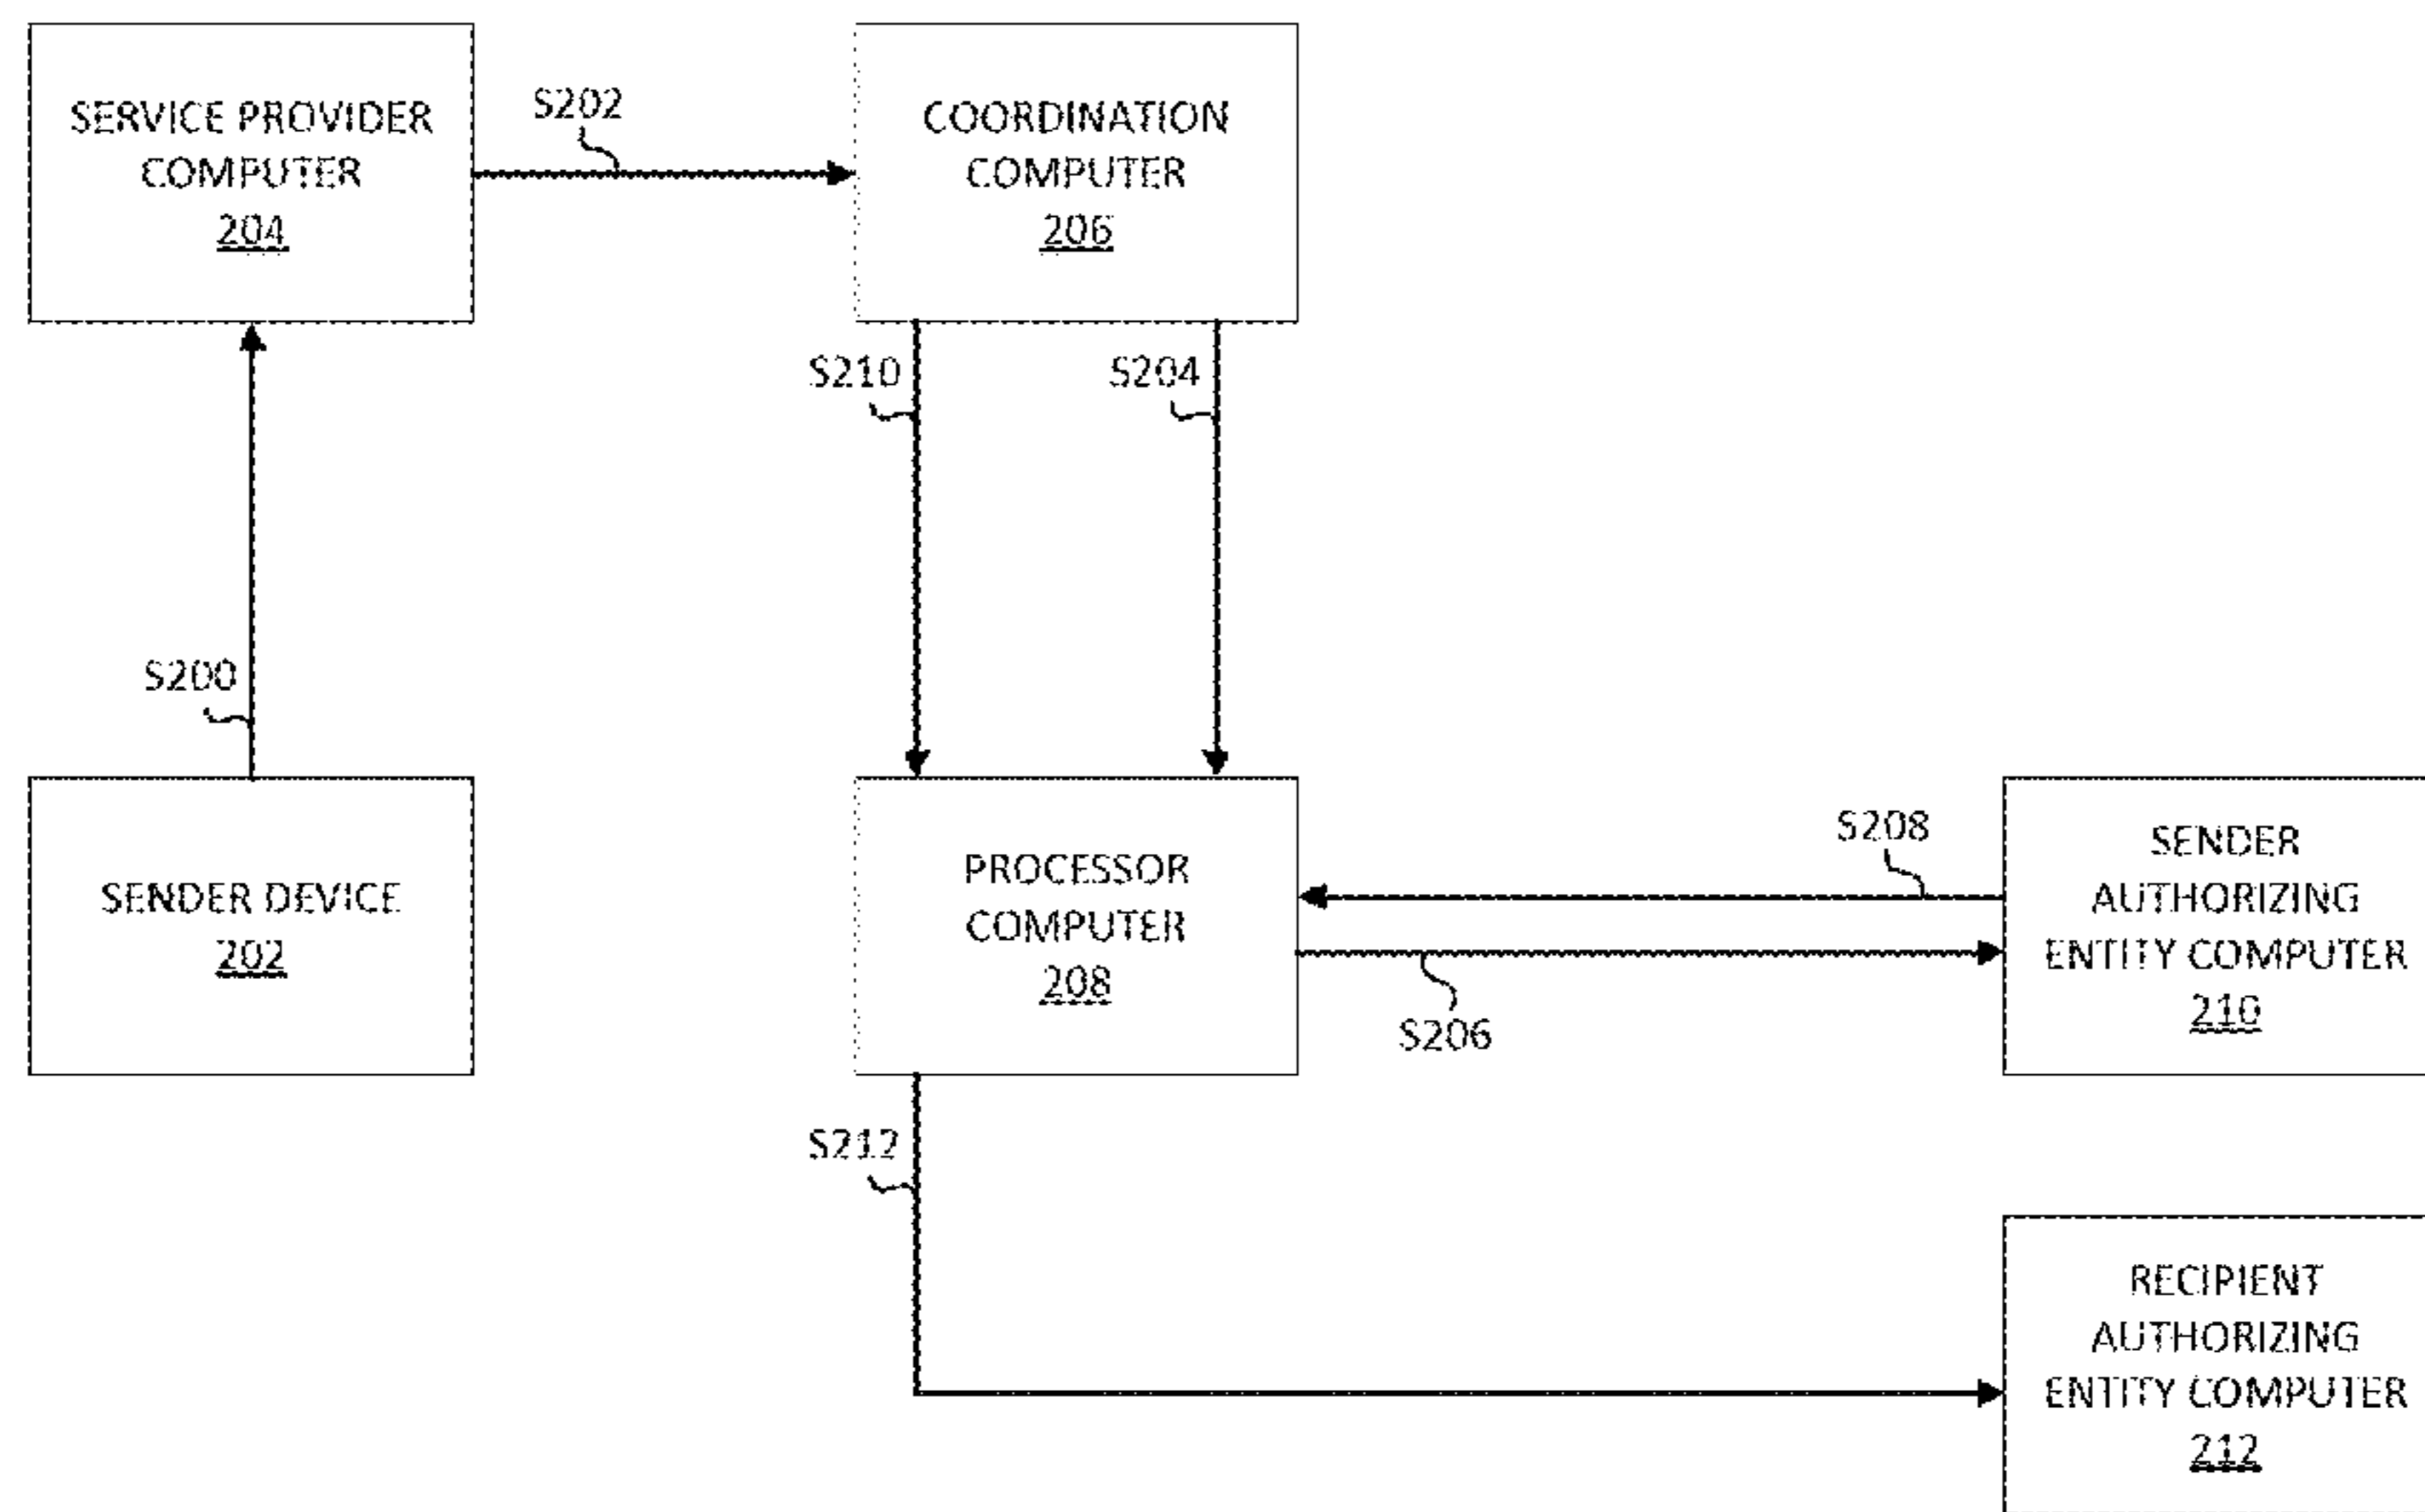 SERVICE PROVIDER
COMPUTER
204
S202
COORDINATION
COMPUTER
206
S210
S204
S200
SENDER DEVICE
202
PROCESSOR
COMPUTER
208
S208
S206
SENDER
AUTHORIZING
ENTITY COMPUTER
210
S212
RECIPIENT
AUTHORIZING
ENTITY COMPUTER
212